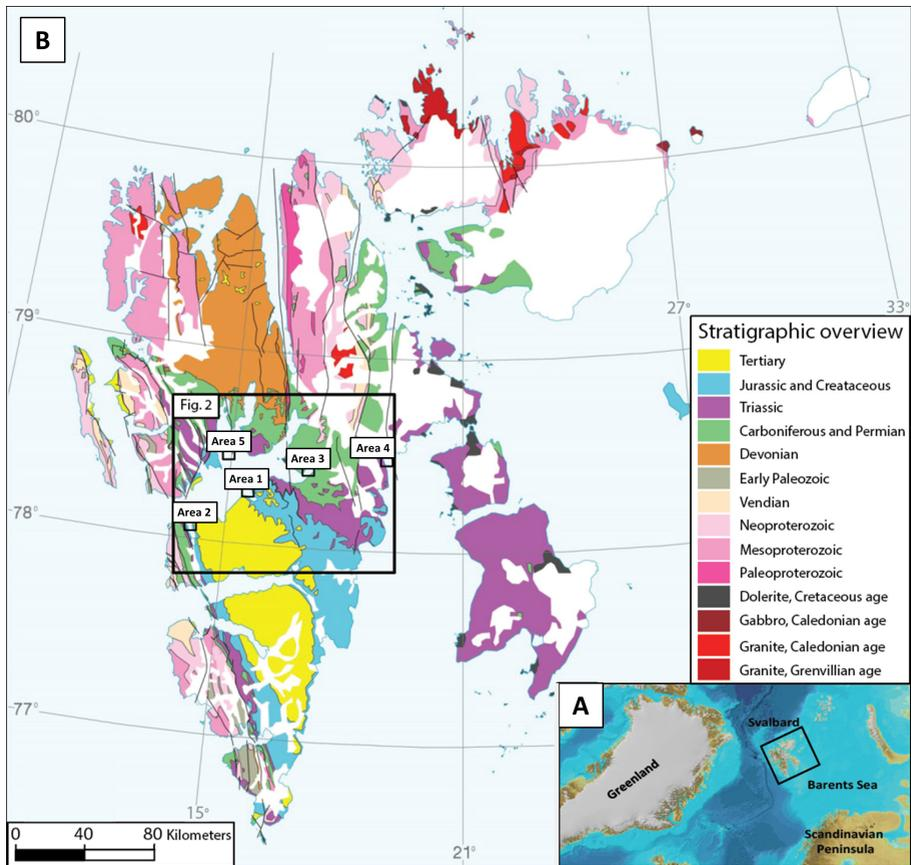 B
80°
79°
27°
33°
Stratigraphic overview
Tertiary
Jurassic and Creataceous
Triassic
Carboniferous and Permian
Devonian
Early Paleozoic
Vendian
Neoproterozoic
Mesoproterozoic
Paleoproterozoic
Dolerite, Cretaceous age
Gabbro, Caledonian age
Granite, Caledonian age
Granite, Grenvillian age
Fig. 2
Area 5
Area 3
Area 4
Area 1
Area 2
78°
77°
15°
21°
0 40 80 Kilometers
A
Svalbard
Greenland
Barents Sea
Scandinavian
Peninsula